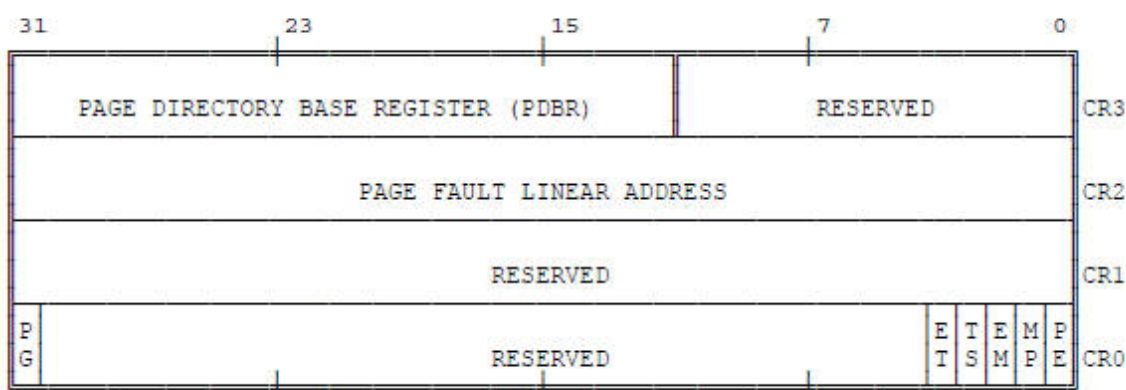 31 23 15 7 0
PAGE DIRECTORY BASE REGISTER (PDBR) RESERVED CR3
PAGE FAULT LINEAR ADDRESS CR2
RESERVED CR1
P E T E M P
G RESERVED T S M P E CR0